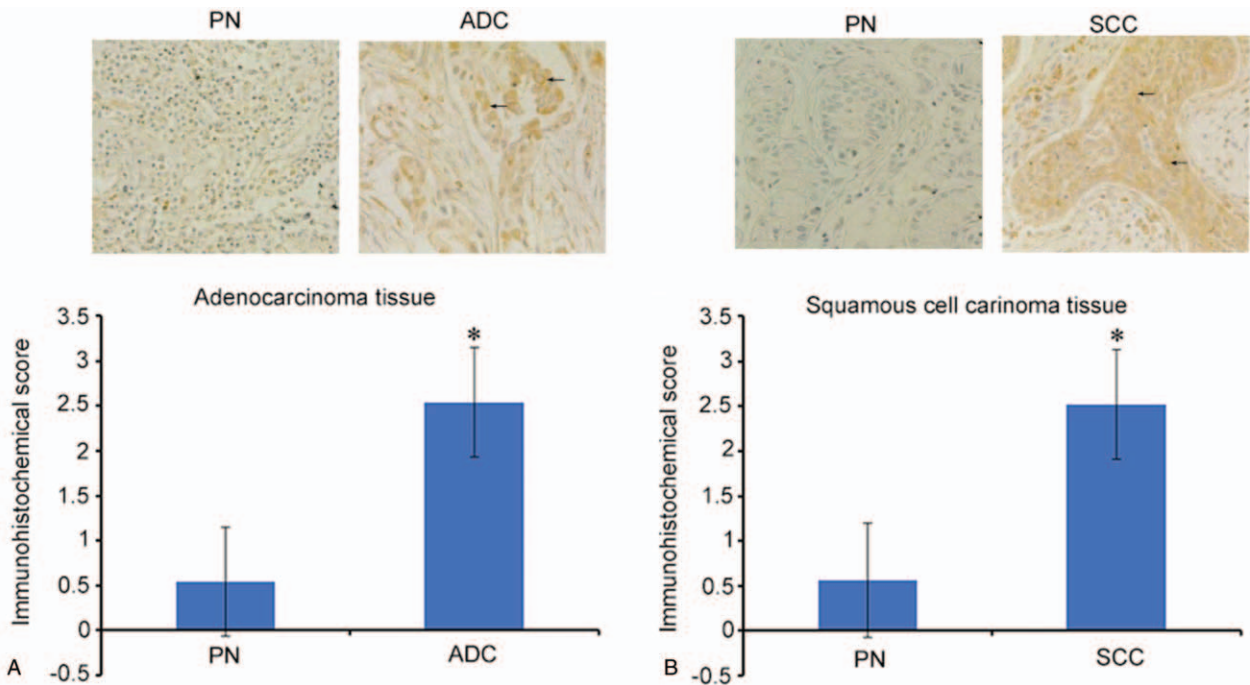 PN ADC
Adenocarcinoma tissue
Immunohistochemical score
3.5
3
2.5
2
1.5
1
0.5
0
-0.5
*
PN ADC
A
PN SCC
Squamous cell carinoma tissue
Immunohistochemical score
3.5
3
2.5
2
1.5
1
0.5
0
-0.5
*
PN SCC
B